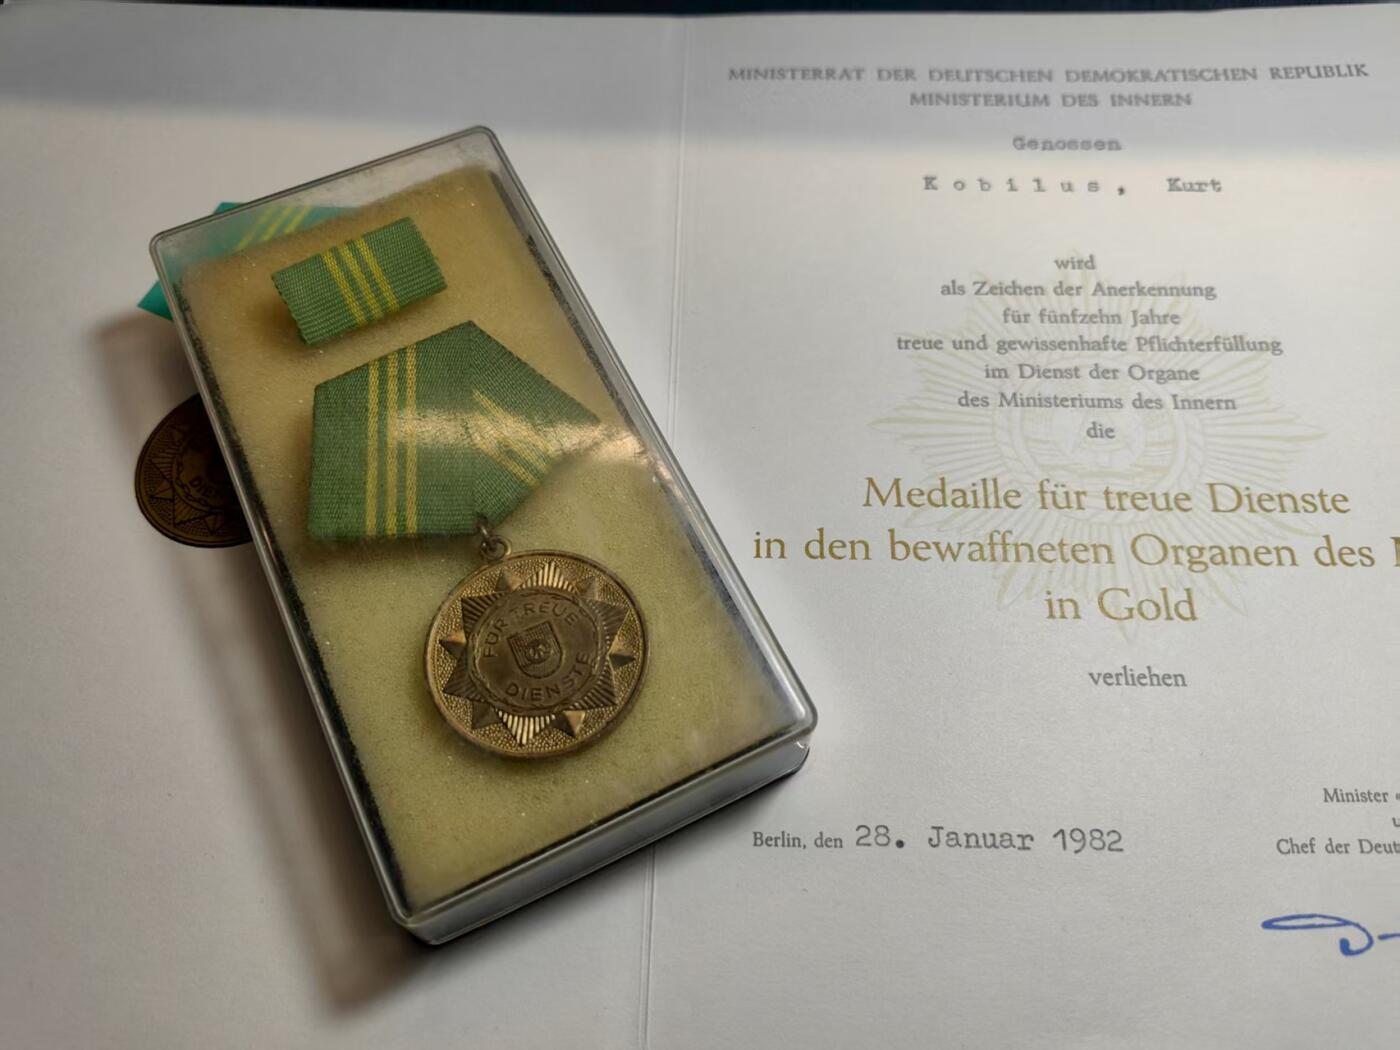 MINISTERRAT DER DEUTSCHEN DEMOKRATISCHEN REPUBLIK
MINISTERIUM DES INNERN
Genossen
Kobilus, Kurt
wird
als Zeichen der Anerkennung
für fünfzehn Jahre
treue und gewissenhafte Pflichterfüllung
im Dienst der Organe
des Ministeriums des Innern
die
Medaille für treue Dienste
in den bewaffneten Organen des
in Gold
verliehen
Minister
Berlin, den 28. Januar 1982
Chef der Deut
FÜR TREUE
DIENSTE